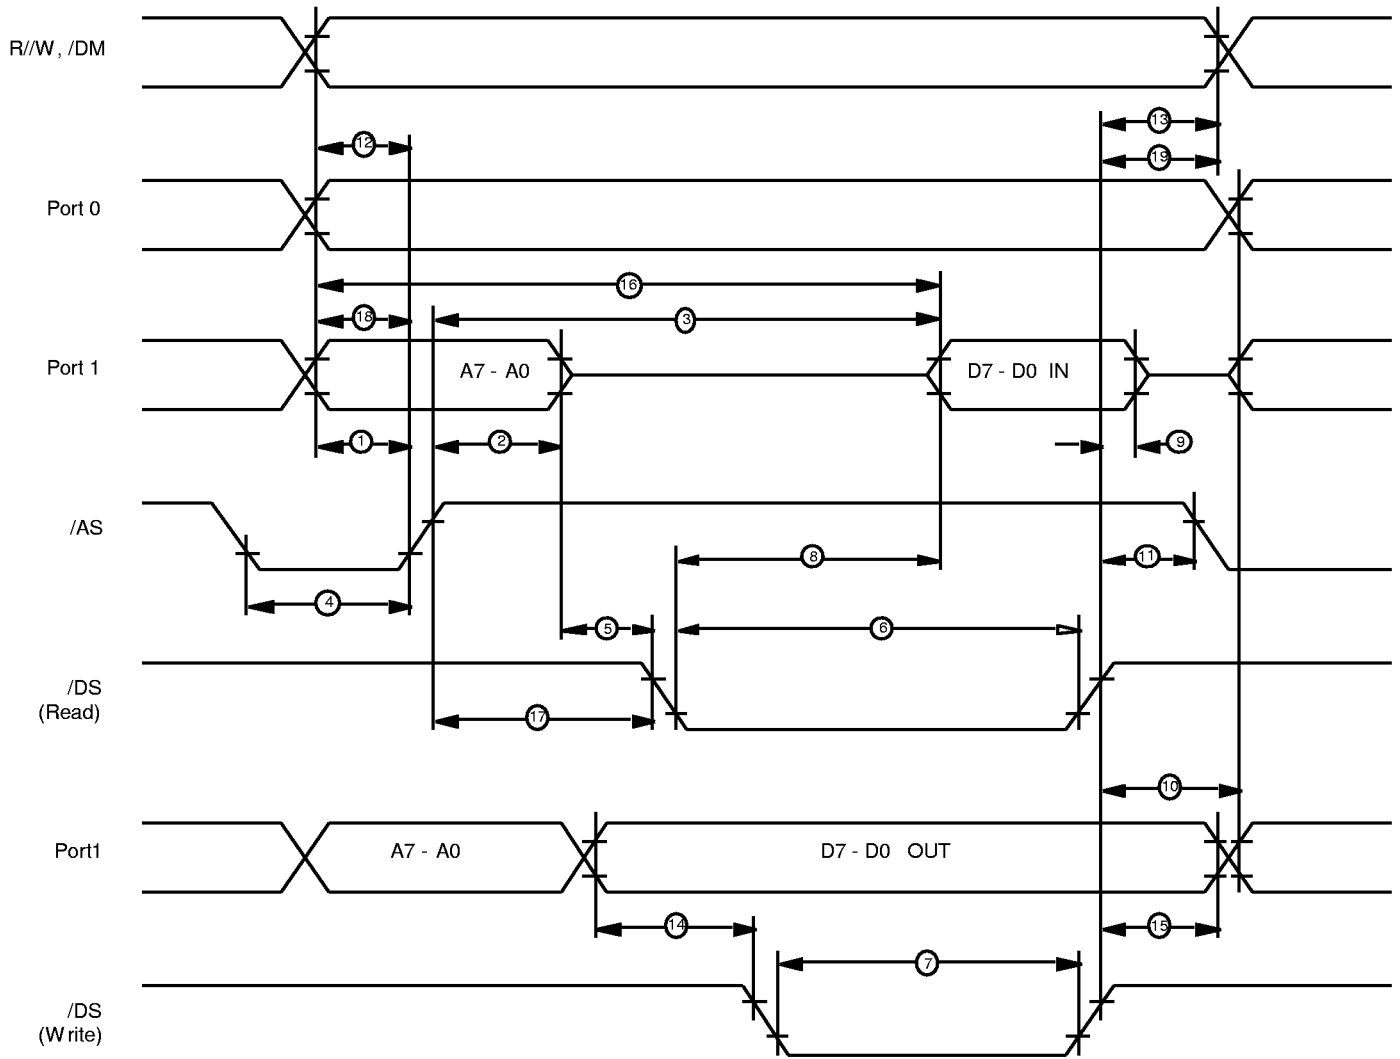 R//W, /DM
13
12
19
Port 0
16
18
3
Port 1
A7 - A0
D7 - D0 IN
1
2
9
/AS
8
11
4
5
6
/DS
(Read)
17
10
Port1
A7 - A0
D7 - D0 OUT
14
15
7
/DS
(Write)